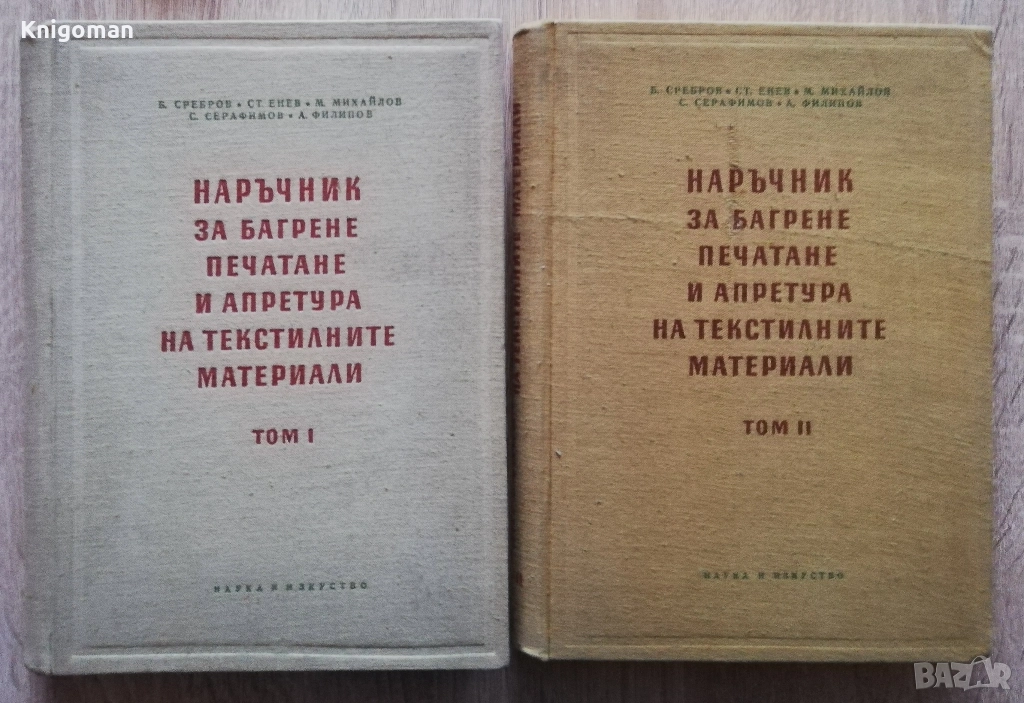 Knigoman
Б. СРЕБРОВ • СТ. ЕНЕВ • М. МИХАЙЛОВ
С. СЕРАФИМОВ • А. ФИЛИПОВ
НАРЪЧНИК
ЗА БАГРЕНЕ
ПЕЧАТАНЕ
И АПРЕТУРА
НА ТЕКСТИЛНИТЕ
МАТЕРИАЛИ
ТОМ I
НАУКА И ИЗКУСТВО
Б. СРЕБРОВ • СТ. ЕНЕВ • М. МИХАЙЛОВ
С. СЕРАФИМОВ • А. ФИЛИПОВ
НАРЪЧНИК
ЗА БАГРЕНЕ
ПЕЧАТАНЕ
И АПРЕТУРА
НА ТЕКСТИЛНИТЕ
МАТЕРИАЛИ
ТОМ II
НАУКА И ИЗКУСТВО
BAZAR